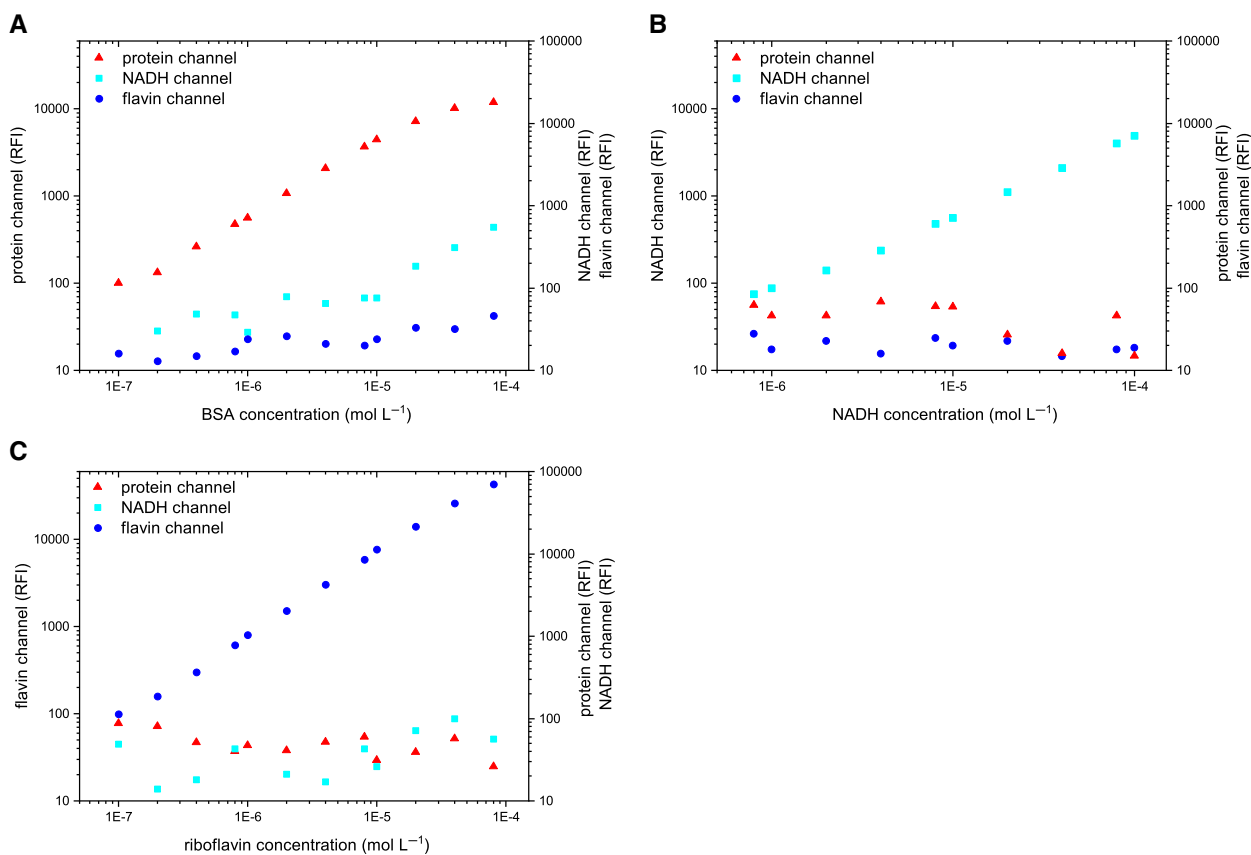 A
protein channel
NADH channel
flavin channel
protein channel (RFI)
10000
1000
100
10
100000
10000
1000
100
10
NADH channel (RFI)
flavin channel (RFI)
1E-7
1E-6
1E-5
1E-4
BSA concentration (mol L⁻¹)
B
protein channel
NADH channel
flavin channel
NADH channel (RFI)
10000
1000
100
10
100000
10000
1000
100
10
protein channel (RFI)
flavin channel (RFI)
1E-6
1E-5
1E-4
NADH concentration (mol L⁻¹)
C
protein channel
NADH channel
flavin channel
flavin channel (RFI)
10000
1000
100
10
100000
10000
1000
100
10
protein channel (RFI)
NADH channel (RFI)
1E-7
1E-6
1E-5
1E-4
riboflavin concentration (mol L⁻¹)